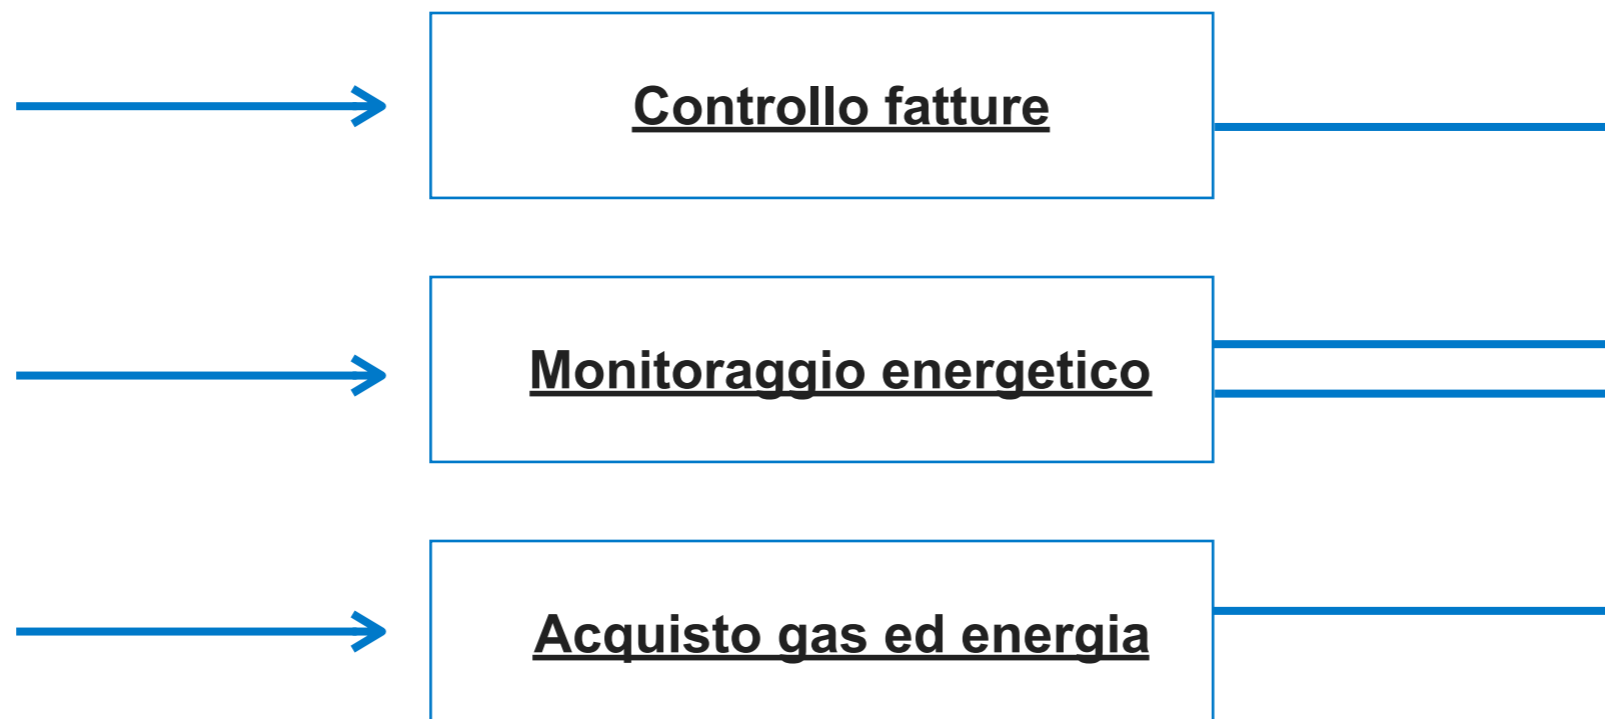 Controllo fatture
Monitoraggio energetico
Acquisto gas ed energia